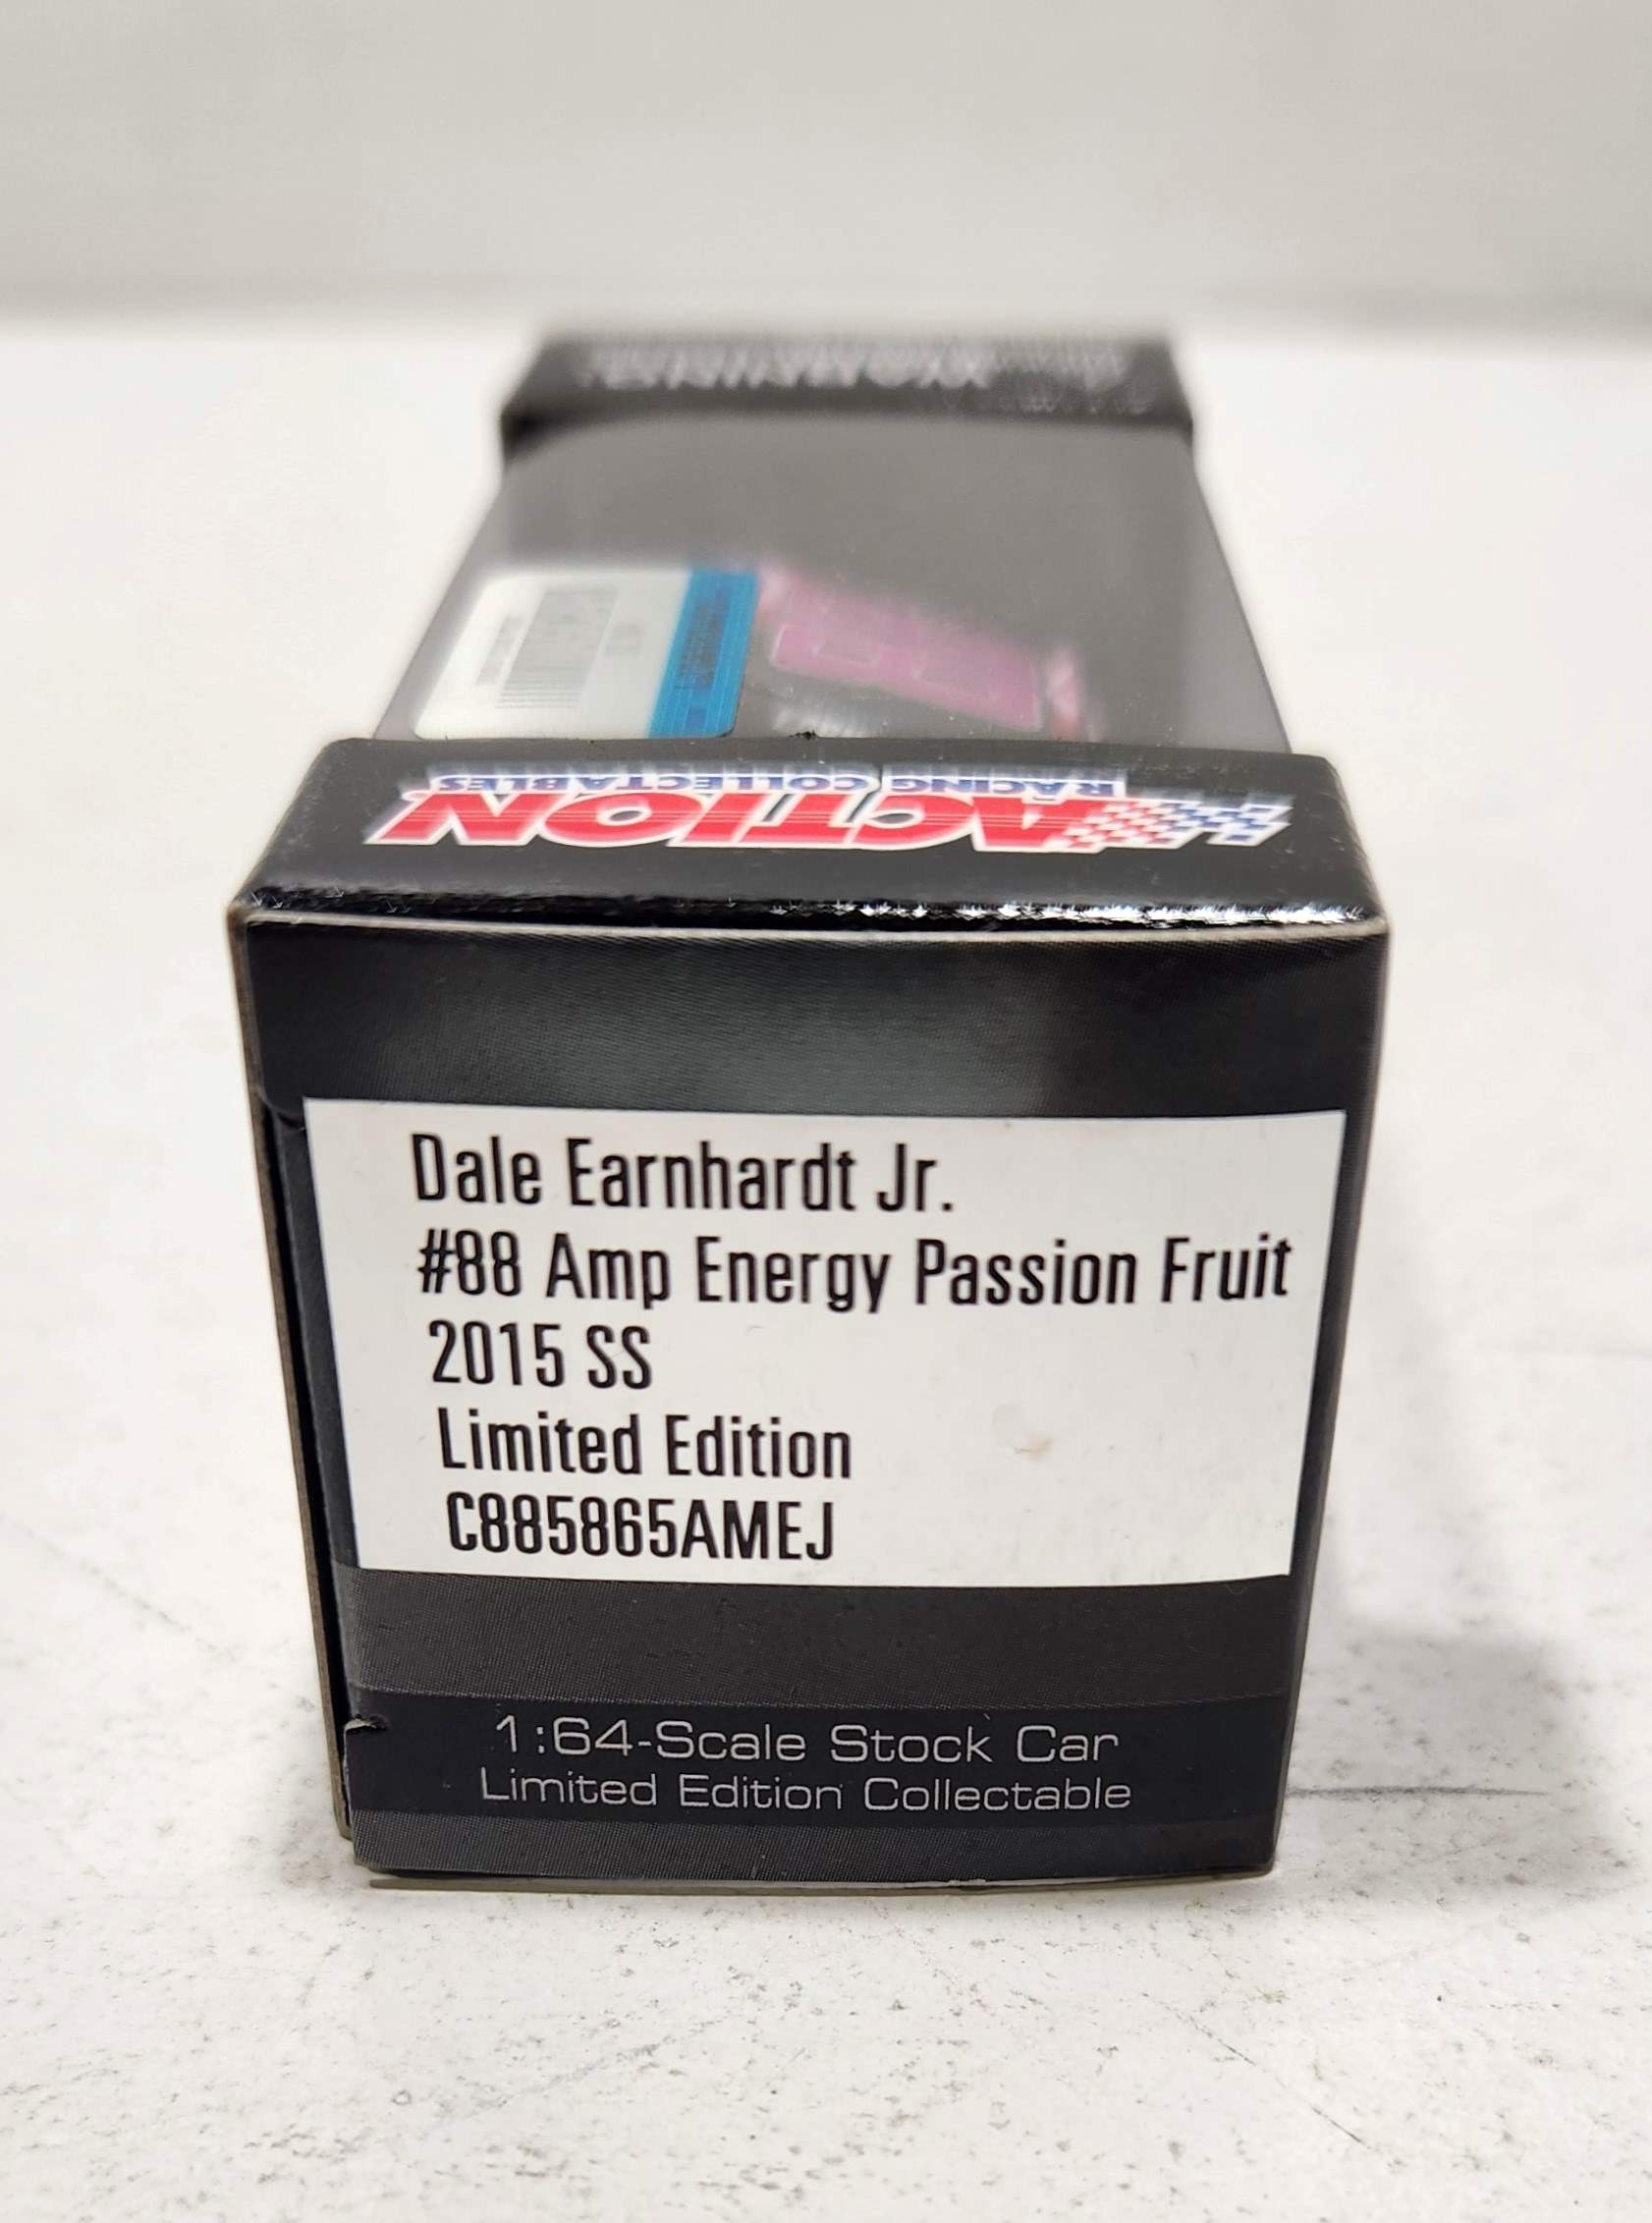 WARNING:
ACTION
RACING COLLECTABLES
Dale Earnhardt Jr.
#88 Amp Energy Passion Fruit
2015 SS
Limited Edition
C885865AMEJ
1:64-Scale Stock Car
Limited Edition Collectable